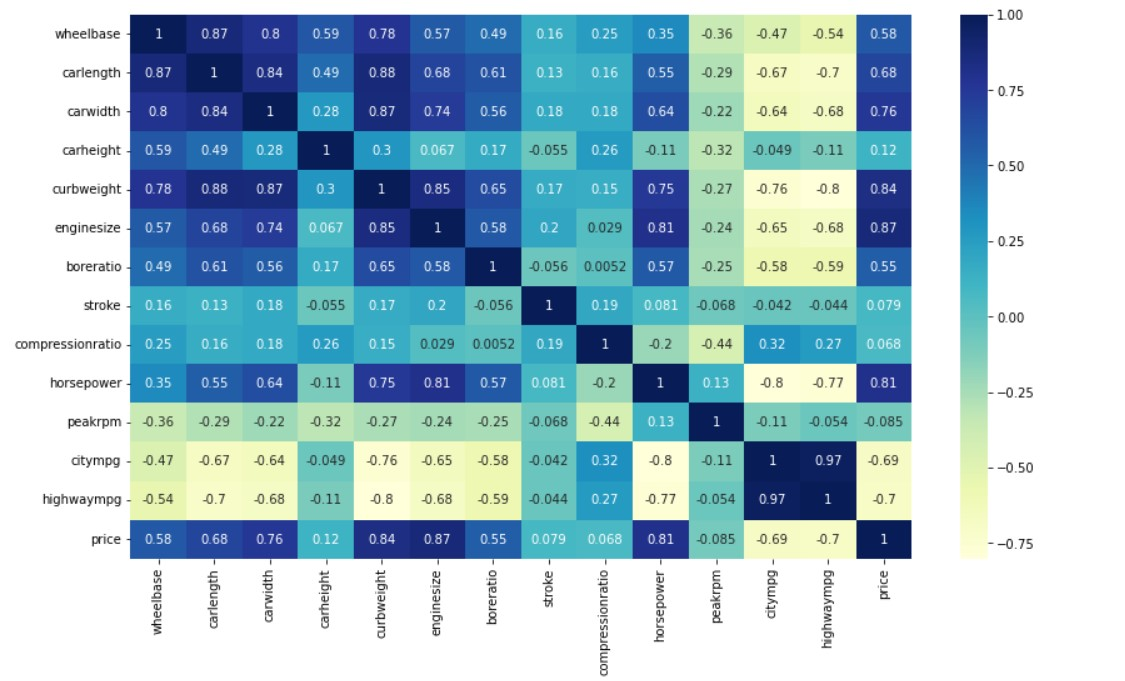 wheelbase 1 0.87 0.8 0.59 0.78 0.57 0.49 0.16 0.25 0.35 -0.36 -0.47 -0.54 0.58
carlength 0.87 1 0.84 0.49 0.88 0.68 0.61 0.13 0.16 0.55 -0.29 -0.67 -0.7 0.68
carwidth 0.8 0.84 1 0.28 0.87 0.74 0.56 0.18 0.18 0.64 -0.22 -0.64 -0.68 0.76
carheight 0.59 0.49 0.28 1 0.3 0.067 0.17 -0.055 0.26 -0.11 -0.32 -0.049 -0.11 0.12
curbweight 0.78 0.88 0.87 0.3 1 0.85 0.65 0.17 0.15 0.75 -0.27 -0.76 -0.8 0.84
enginesize 0.57 0.68 0.74 0.067 0.85 1 0.58 0.2 0.029 0.81 -0.24 -0.65 -0.68 0.87
boreratio 0.49 0.61 0.56 0.17 0.65 0.58 1 -0.056 0.0052 0.57 -0.25 -0.58 -0.59 0.55
stroke 0.16 0.13 0.18 -0.055 0.17 0.2 -0.056 1 0.19 0.081 -0.068 -0.042 -0.044 0.079
compressionratio 0.25 0.16 0.18 0.26 0.15 0.029 0.0052 0.19 1 -0.2 -0.44 0.32 0.27 0.068
horsepower 0.35 0.55 0.64 -0.11 0.75 0.81 0.57 0.081 -0.2 1 0.13 -0.8 -0.77 0.81
peakrpm -0.36 -0.29 -0.22 -0.32 -0.27 -0.24 -0.25 -0.068 -0.44 0.13 1 -0.11 -0.054 -0.085
citympg -0.47 -0.67 -0.64 -0.049 -0.76 -0.65 -0.58 -0.042 0.32 -0.8 -0.11 1 0.97 -0.69
highwaympg -0.54 -0.7 -0.68 -0.11 -0.8 -0.68 -0.59 -0.044 0.27 -0.77 -0.054 0.97 1 -0.7
price 0.58 0.68 0.76 0.12 0.84 0.87 0.55 0.079 0.068 0.81 -0.085 -0.69 -0.7 1
wheelbase
carlength
carwidth
carheight
curbweight
enginesize
boreratio
stroke
compressionratio
horsepower
peakrpm
citympg
highwaympg
price
1.00
0.75
0.50
0.25
0.00
−0.25
−0.50
−0.75